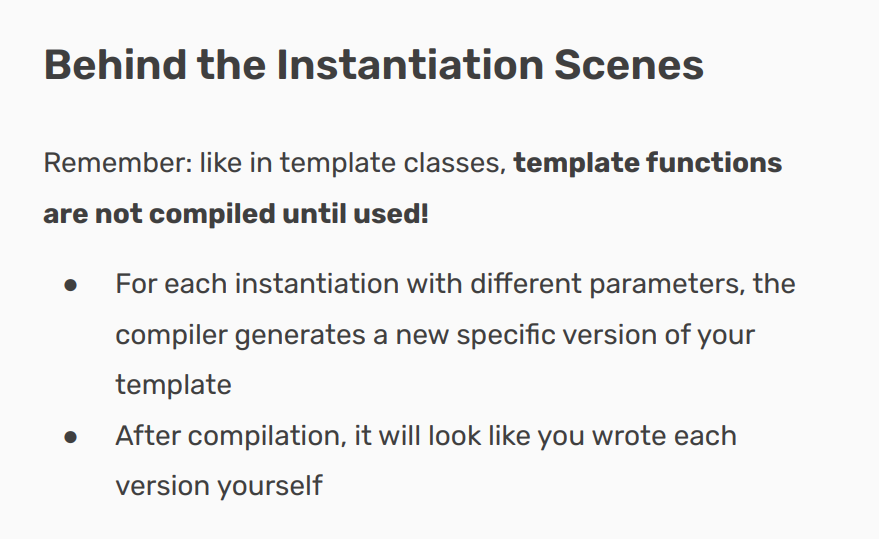 Behind the Instantiation Scenes
Remember: like in template classes, template functions
are not compiled until used!
● For each instantiation with different parameters, the
compiler generates a new specific version of your
template
● After compilation, it will look like you wrote each
version yourself